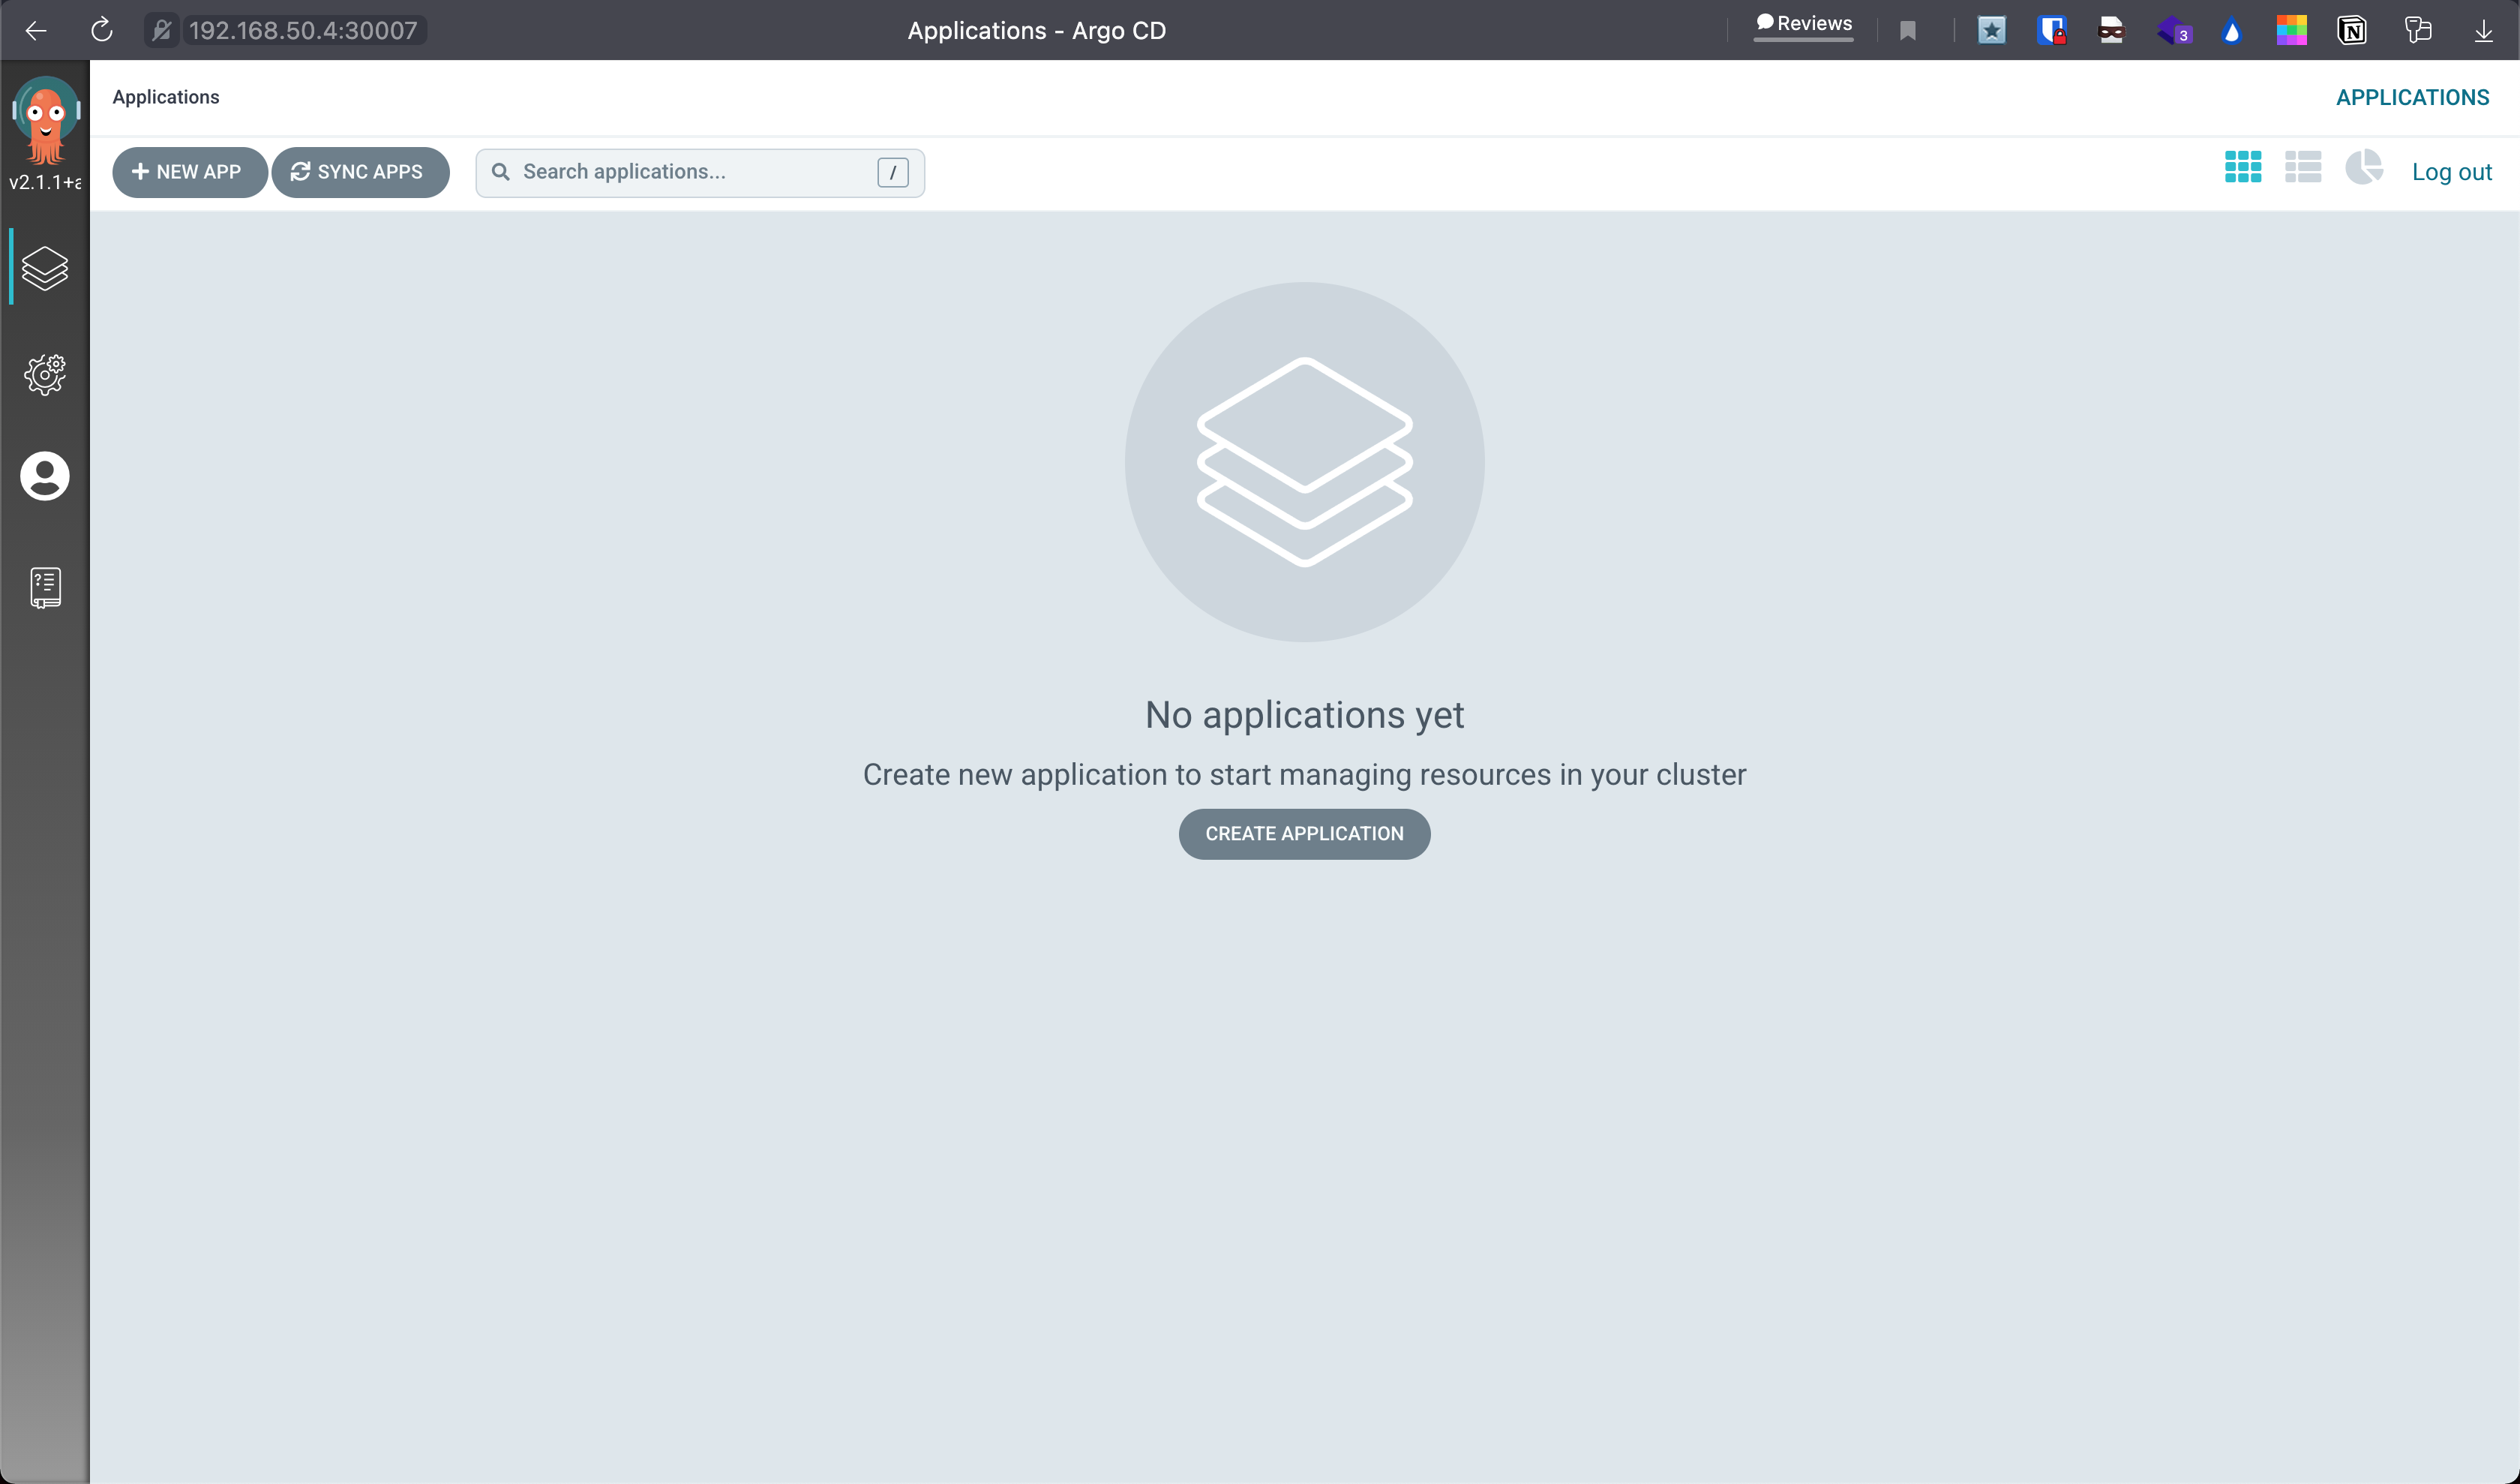 192.168.50.4:30007
Applications - Argo CD
Reviews
3
N
Applications
APPLICATIONS
v2.1.1+a
NEW APP
SYNC APPS
Search applications...
/
Log out
No applications yet
Create new application to start managing resources in your cluster
CREATE APPLICATION